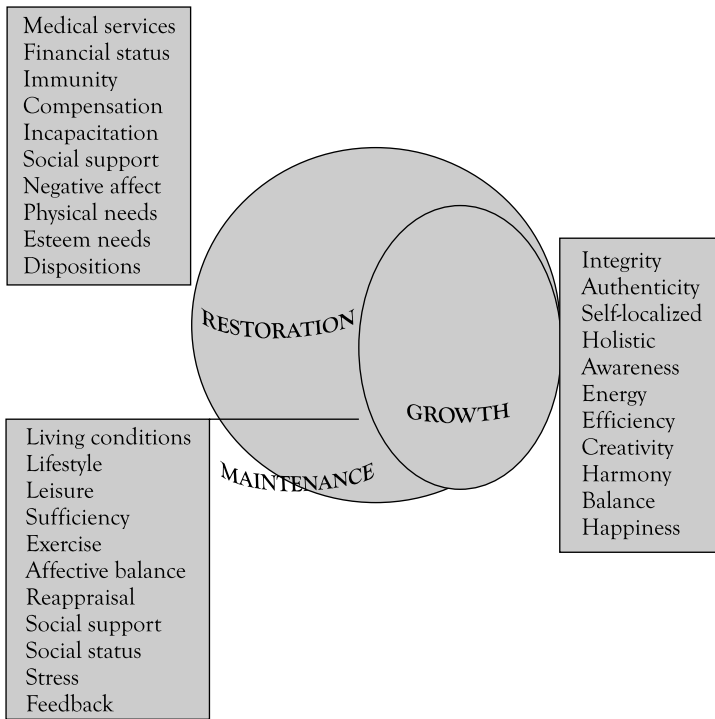 Medical services
Financial status
Immunity
Compensation
Incapacitation
Social support
Negative affect
Physical needs
Esteem needs
Dispositions
RESTORATION
GROWTH
MAINTENANCE
Integrity
Authenticity
Self-localized
Holistic
Awareness
Energy
Efficiency
Creativity
Harmony
Balance
Happiness
Living conditions
Lifestyle
Leisure
Sufficiency
Exercise
Affective balance
Reappraisal
Social support
Social status
Stress
Feedback